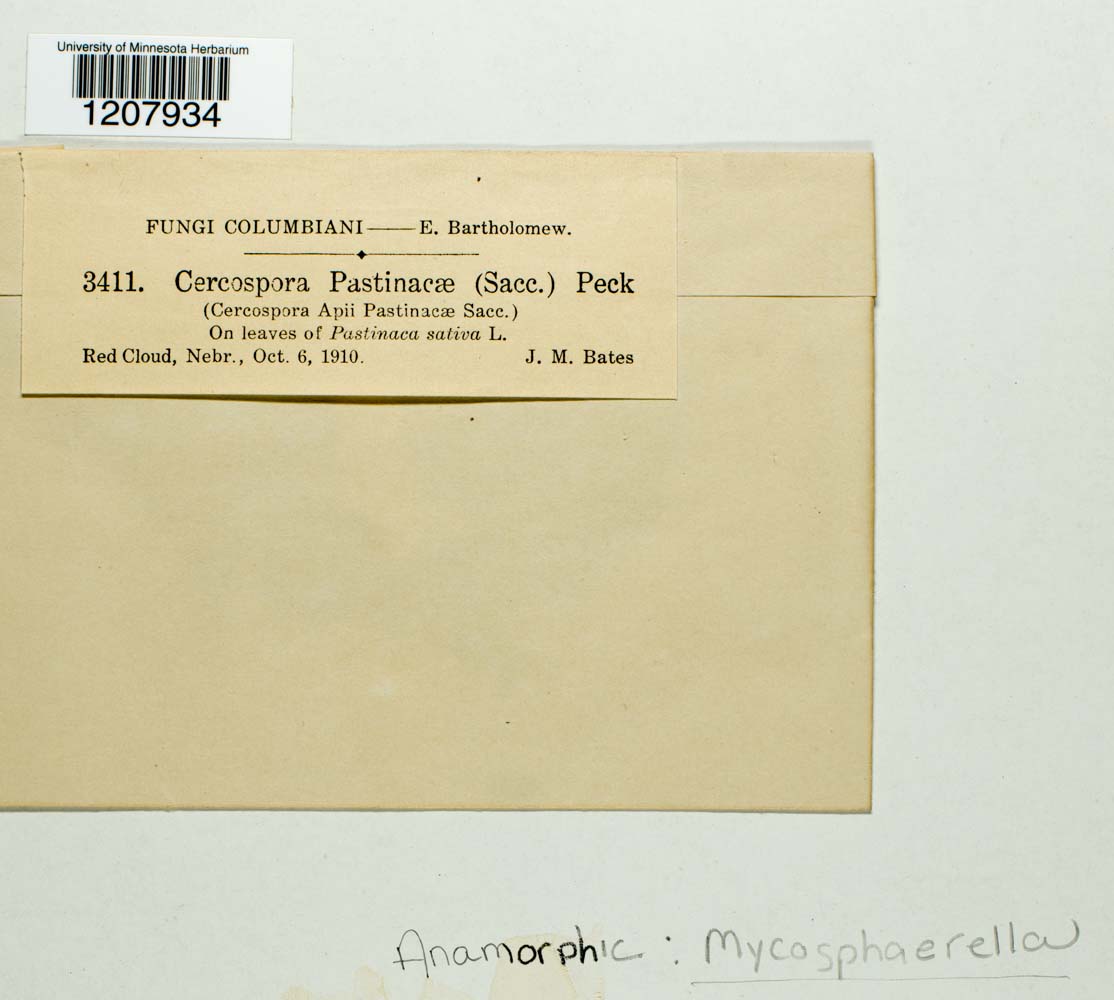 University of Minnesota Herbarium
1207934
FUNGI COLUMBIANI—E. Bartholomew.
3411. Cercospora Pastinacæ (Sacc.) Peck
(Cercospora Apii Pastinacæ Sacc.)
On leaves of Pastinaca sativa L.
Red Cloud, Nebr., Oct. 6, 1910. J. M. Bates
Anamorphic : Mycosphaerella